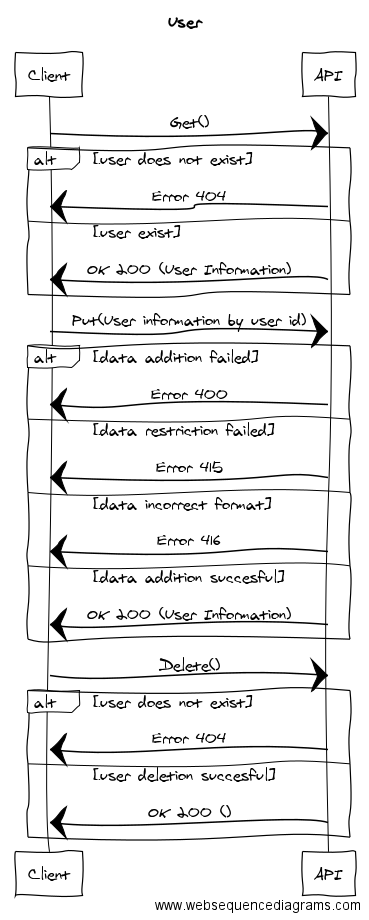 User
Client API
Get()
alt [user does not exist]
Error 404
[user exist]
OK 200 (User Information)
Put(User information by user id)
alt [data addition failed]
Error 400
[data restriction failed]
Error 415
[data incorrect format]
Error 416
[data addition succesful]
OK 200 (User Information)
Delete()
alt [user does not exist]
Error 404
[user deletion succesful]
OK 200 ()
Client API
www.websequencediagrams.com